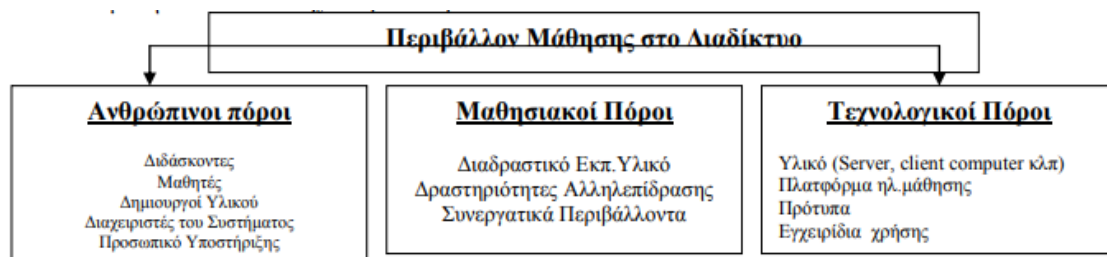 Περιβάλλον Μάθησης στο Διαδίκτυο
Ανθρώπινοι πόροι
Διδάσκοντες
Μαθητές
Δημιουργοί Υλικού
Διαχειριστές του Συστήματος
Προσωπικό Υποστήριξης
Μαθησιακοί Πόροι
Διαδραστικό Εκπ.Υλικό
Δραστηριότητες Αλληλεπίδρασης
Συνεργατικά Περιβάλλοντα
Τεχνολογικοί Πόροι
Υλικό (Server, client computer κλπ)
Πλατφόρμα ηλ.μάθησης
Πρότυπα
Εγχειρίδια χρήσης